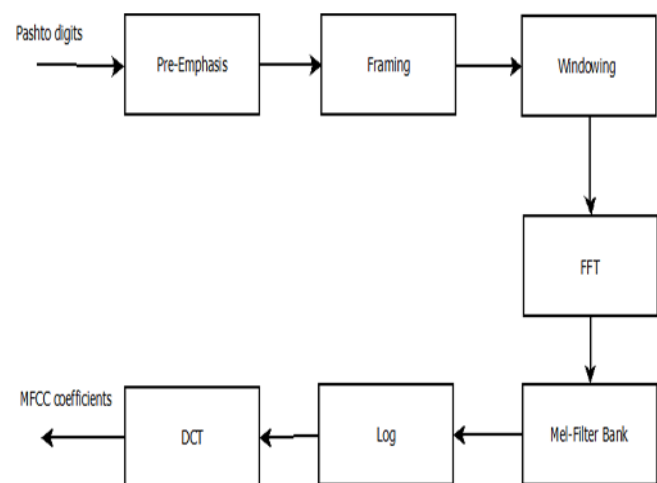 Pashto digits
Pre-Emphasis
Framing
Windowing
FFT
Mel-Filter Bank
Log
DCT
MFCC coefficients